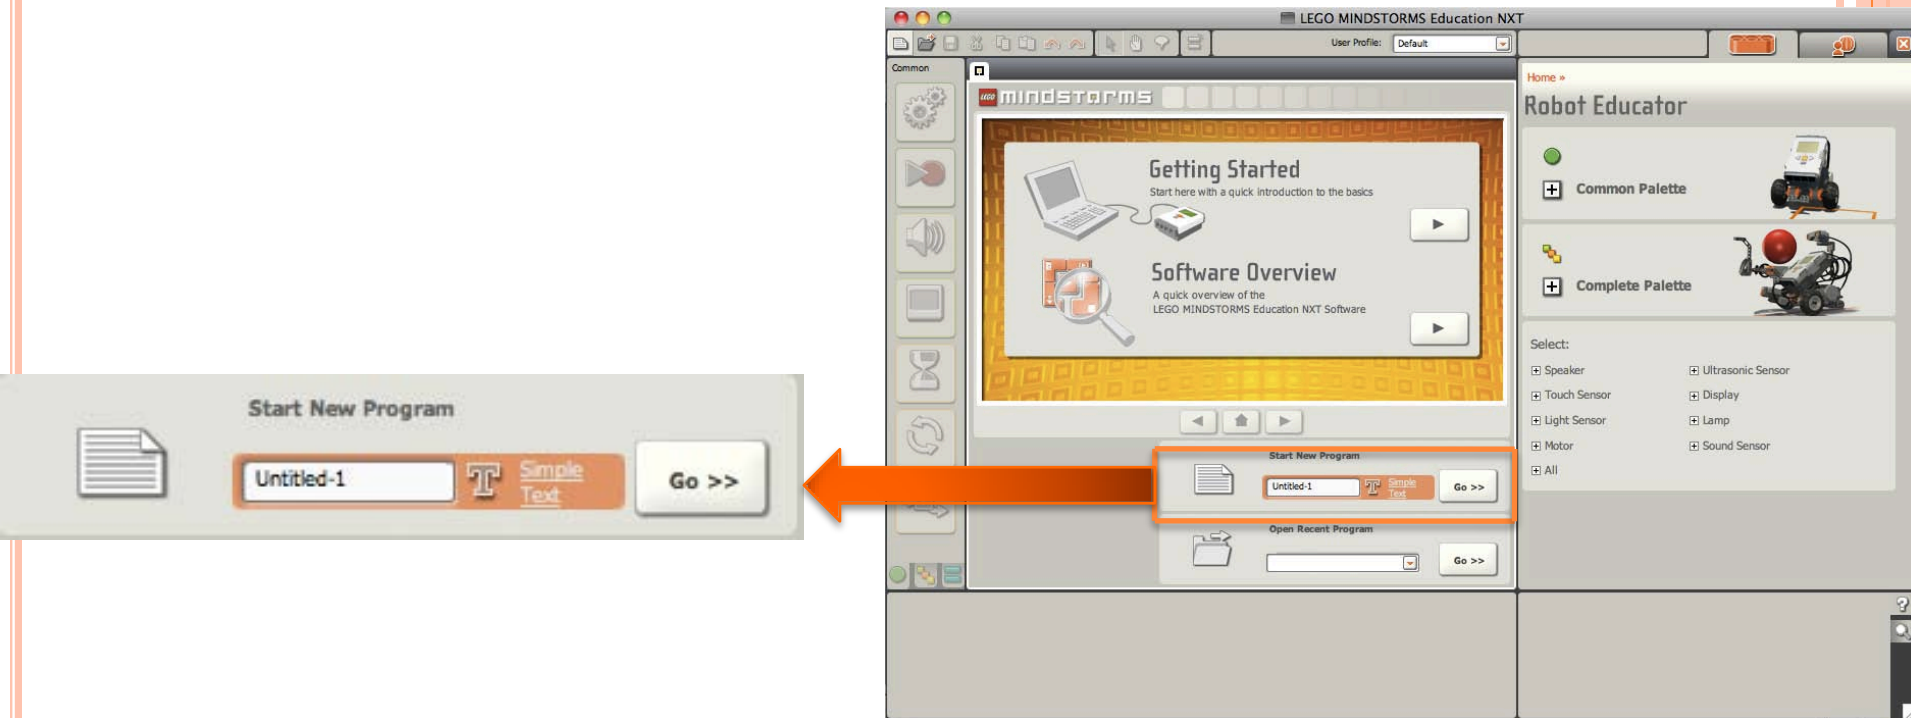 LEGO MINDSTORMS Education NXT
User Profile: Default
Common
LEGO mindstorms
Getting Started
Start here with a quick introduction to the basics
Software Overview
A quick overview of the
LEGO MINDSTORMS Education NXT Software
Start New Program
Untitled-1
T
Simple
Text
Go >>
Open Recent Program
Go >>
Home »
Robot Educator
Common Palette
Complete Palette
Select:
Speaker
Ultrasonic Sensor
Touch Sensor
Display
Light Sensor
Lamp
Motor
Sound Sensor
All
?
Start New Program
Untitled-1
T
Simple
Text
Go >>